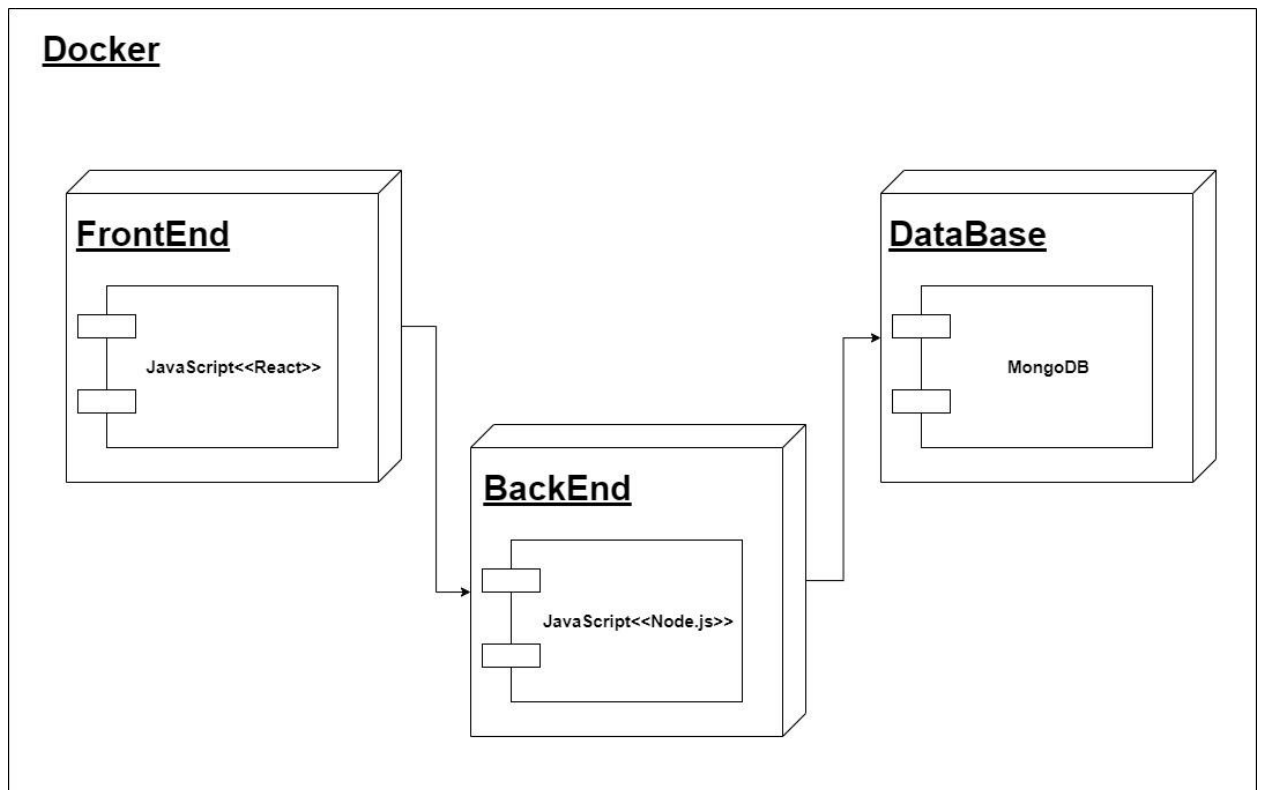 Docker
FrontEnd
JavaScript<<React>>
BackEnd
JavaScript<<Node.js>>
DataBase
MongoDB